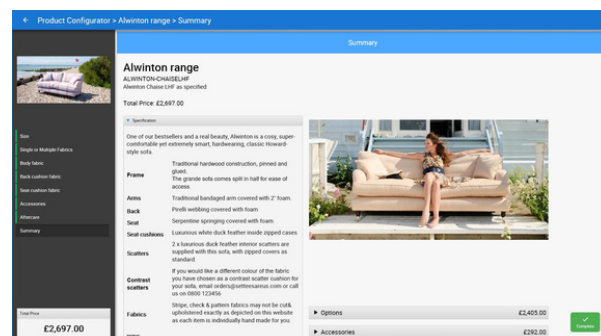 Product Configurator > Alwinton range > Summary
Summary
Size
Single or Multiple Fabrics
Body fabric
Back cushion fabric
Seat cushion fabric
Accessories
Aftercare
Summary
Total Price
£2,697.00
Alwinton range
ALWINTON-CHAISELHF
Alwinton Chaise LHF as specified
Total Price: £2,697.00
Specification
One of our bestsellers and a real beauty, Alwinton is a cosy, super-
comfortable yet extremely smart, hardwearing, classic Howard-
style sofa.
Frame
Traditional hardwood construction, pinned and
glued.
The grande sofa comes split in half for ease of
access.
Arms Traditional bandaged arm covered with 2" foam.
Back Pirelli webbing covered with foam.
Seat Serpentine springing covered with foam.
Seat cushions Luxurious white duck feather inside zipped cases
Scatters
2 x luxurious duck feather interior scatters are
supplied with this sofa, with zipped covers as
standard.
Contrast
scatters
If you would like a different colour of the fabric
you have chosen as a contrast scatter cushion for
your sofa, email orders@setteesareus.com or call
us on 0800 123456
Fabrics
Stripe, check & pattern fabrics may not be cut&
upholstered exactly as depicted on this website
as each item is individually hand made for you.
Options £2,405.00
Accessories £292.00
Complete